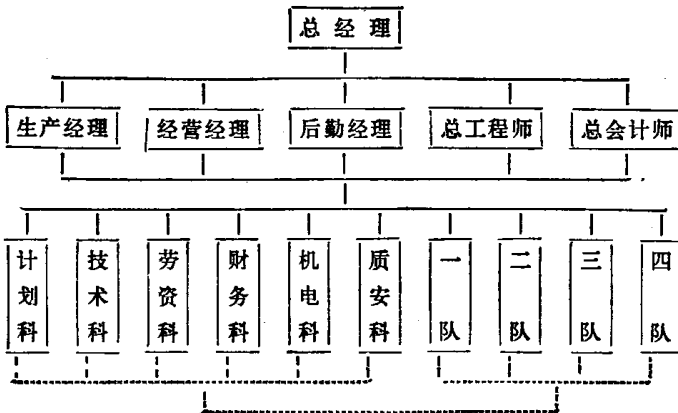 总经理
生产经理 经营经理 后勤经理 总工程师 总会计师
计划科 技术科 劳资科 财务科 机电科 质安科 一队 二队 三队 四队